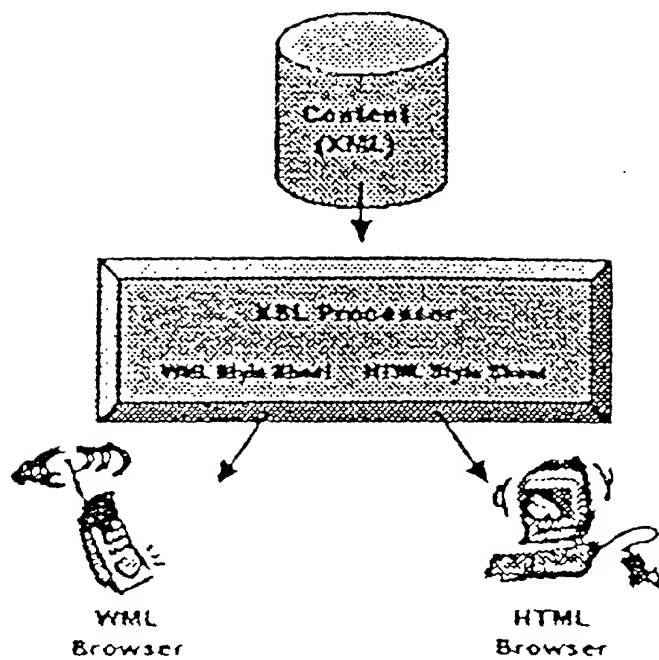 Content
(XML)
XSL Processor
WML Style Sheet HTML Style Sheet
WML
Browser
HTML
Browser